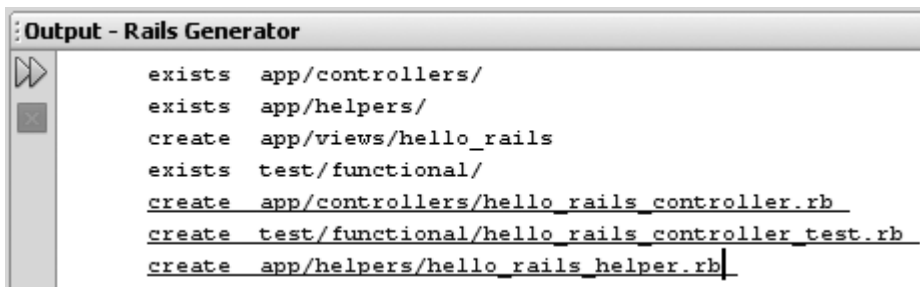 Output - Rails Generator
exists app/controllers/
exists app/helpers/
create app/views/hello_rails
exists test/functional/
create app/controllers/hello_rails_controller.rb
create test/functional/hello_rails_controller_test.rb
create app/helpers/hello_rails_helper.rb